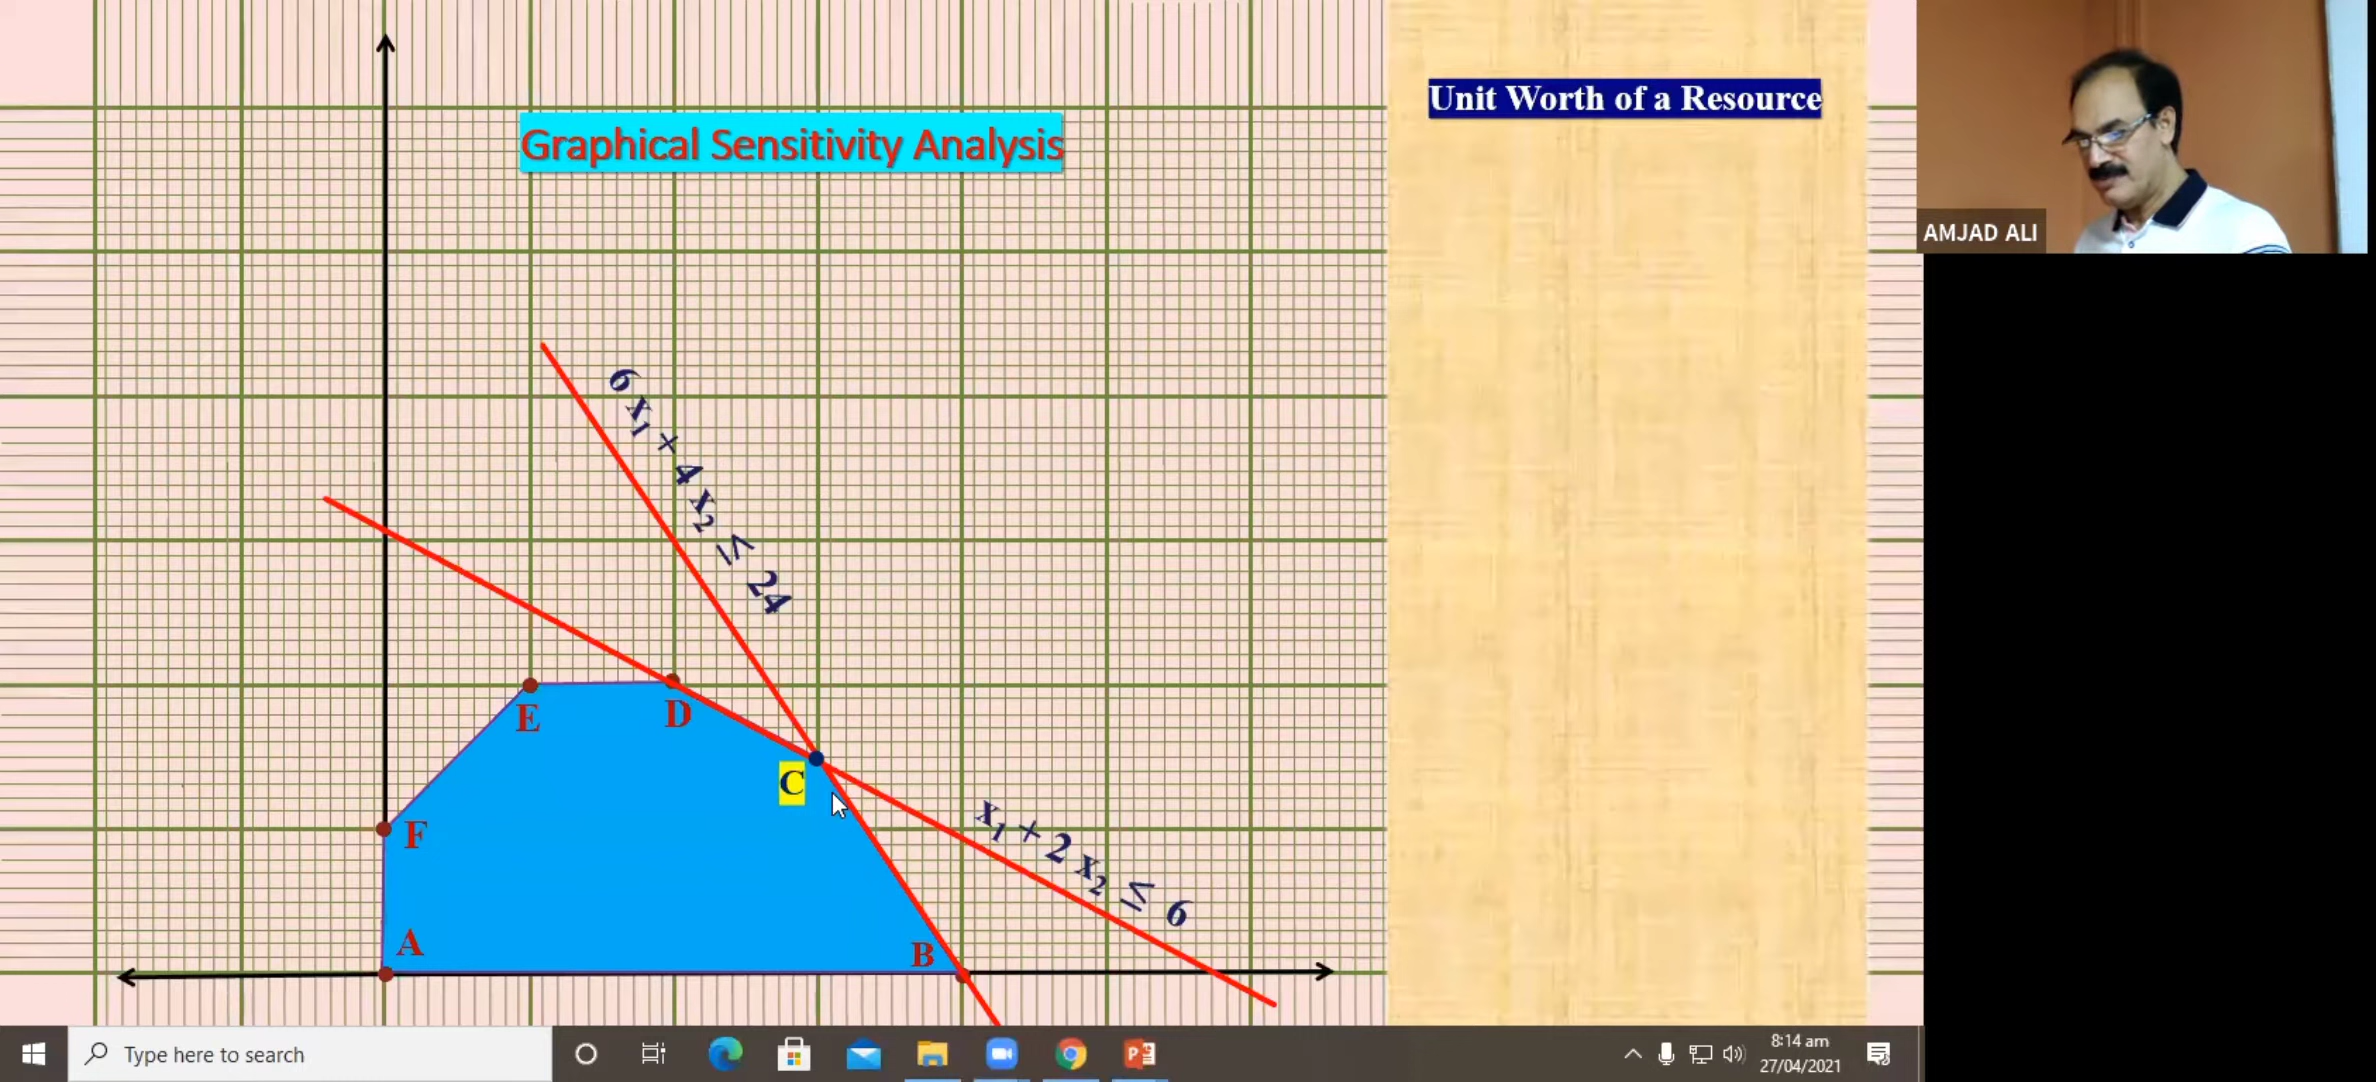 Graphical Sensitivity Analysis
Unit Worth of a Resource
AMJAD ALI
6 x₁ + 4 x₂ ≤ 24
E
D
C
x₁ + 2 x₂ ≤ 6
F
A
B
Type here to search
8:14 am
27/04/2021